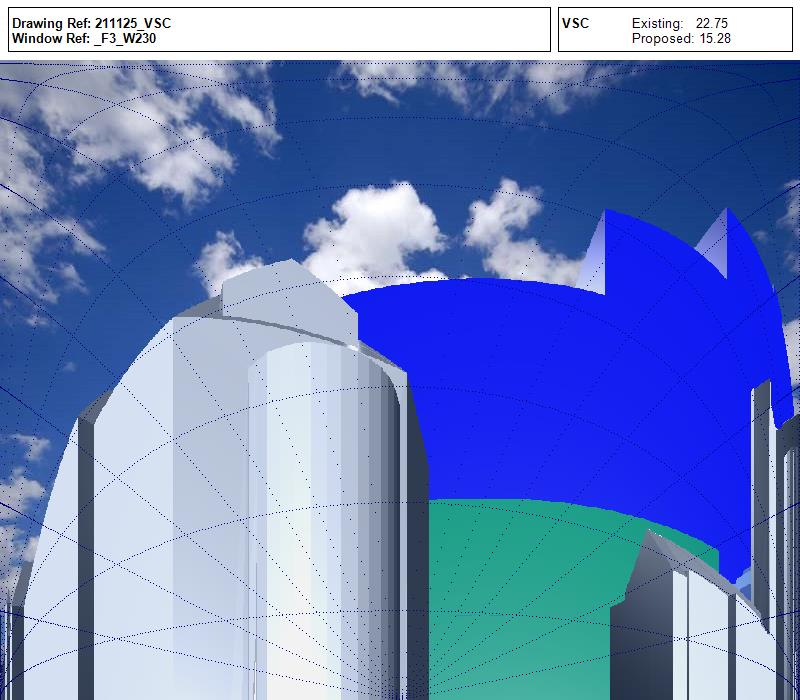 Drawing Ref: 211125_VSC
Window Ref: _F3_W230
VSC Existing: 22.75
Proposed: 15.28